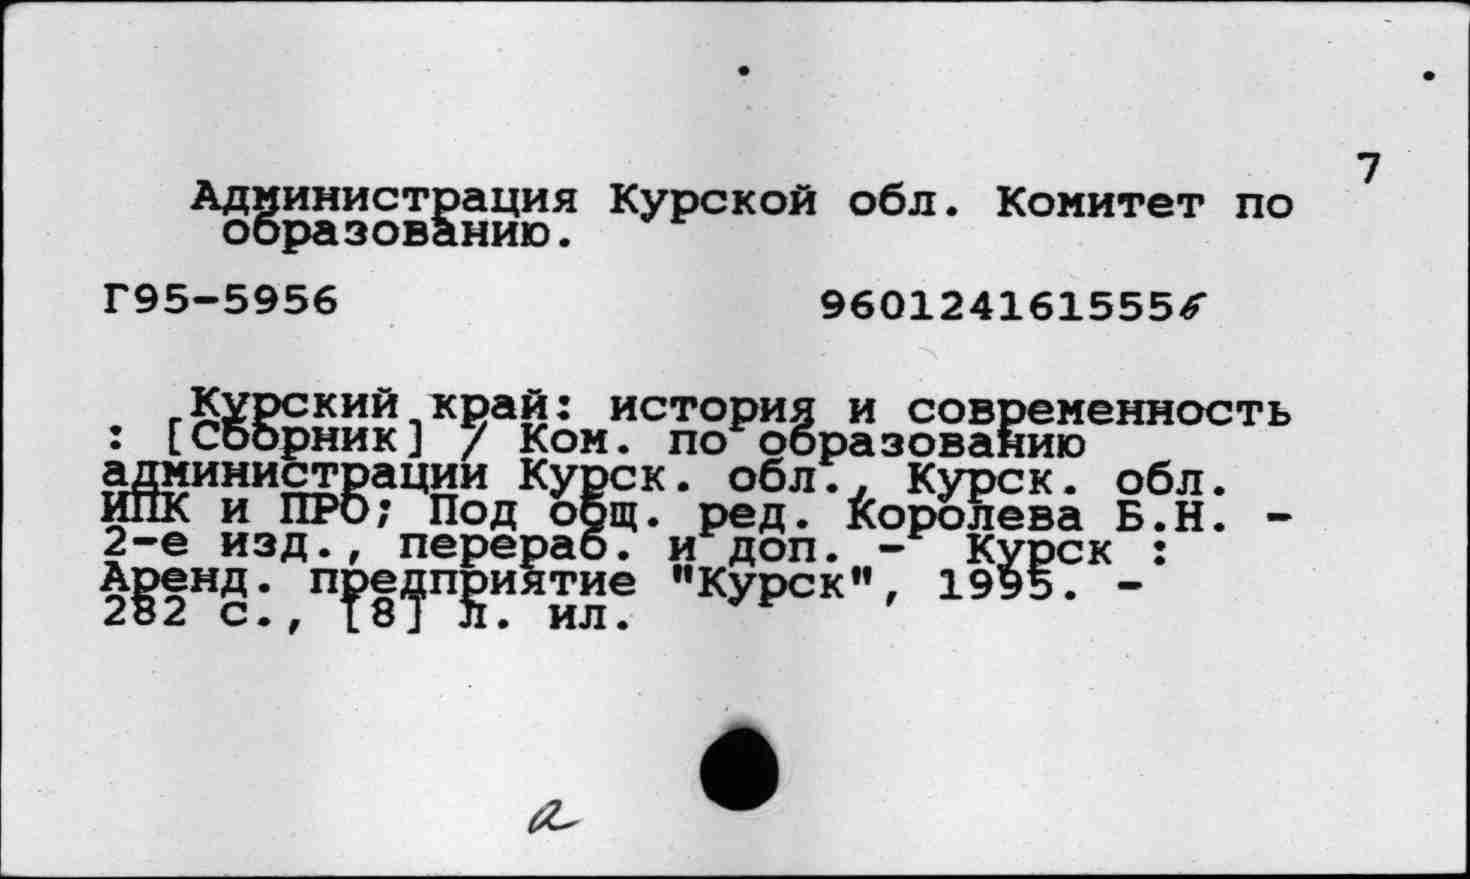 7
Администрация Курской обл. Комитет по
образованию.
Г95-5956 960124161555б
Курский край: история и современность
: [Сборник] / Ком. по образованию
администрации Курск. обл., Курск. обл.
ИПК и ПРО; Под общ. ред. Королева Б.Н. -
2-е изд., перераб. и доп. - Курск :
Аренд. предприятие "Курск", 1995. -
282 с., [8] л. ил.
а